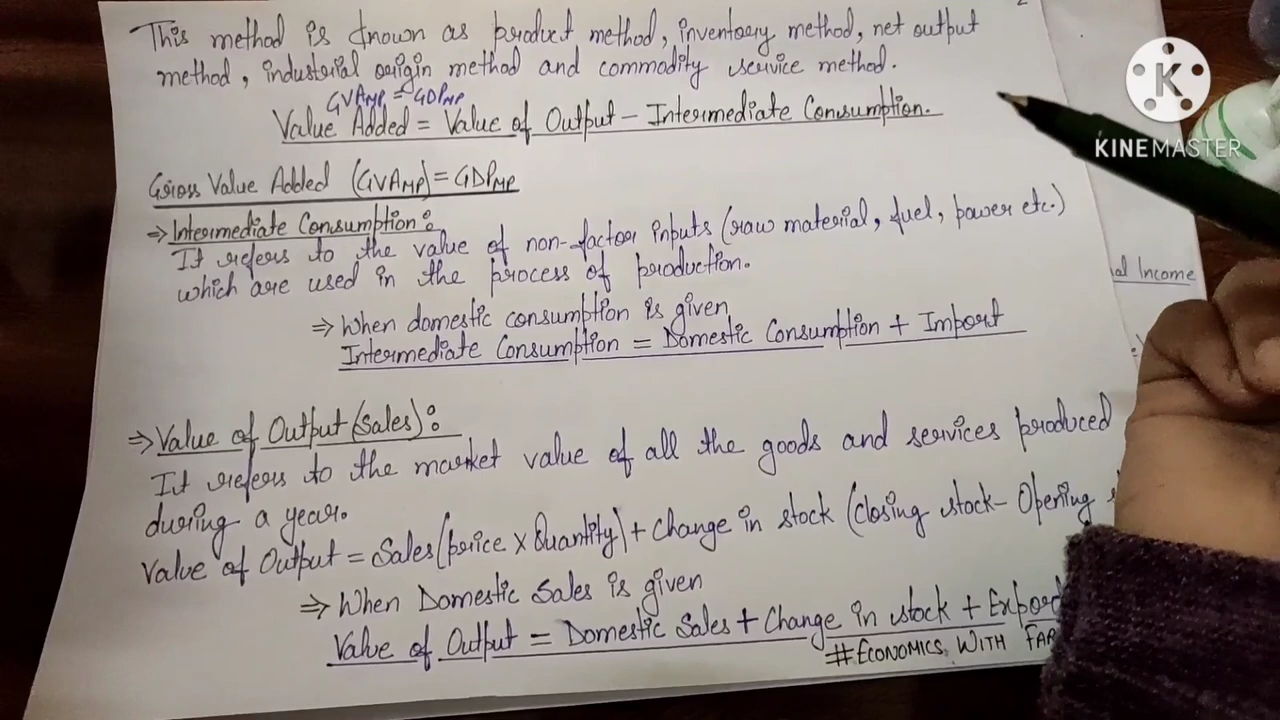 This method is known as product method, inventory method, net output
method, industrial origin method and commodity service method.
GVAMP = GDPMP
Value Added = Value of Output - Intermediate Consumption.
Gross Value Added (GVAMP) = GDPMP
⇒ Intermediate Consumption:
It refers to the value of non-factor inputs (raw material, fuel, power etc.)
which are used in the process of production.
⇒ When domestic consumption is given
Intermediate Consumption = Domestic Consumption + Import
⇒ Value of Output (Sales):
It refers to the market value of all the goods and services produced
during a year.
Value of Output = Sales (price × Quantity) + Change in stock (closing stock - Opening
⇒ When Domestic Sales is given
Value of Output = Domestic Sales + Change in stock + Export
#ECONOMICS WITH FAR
al Income
K
KINEMASTER